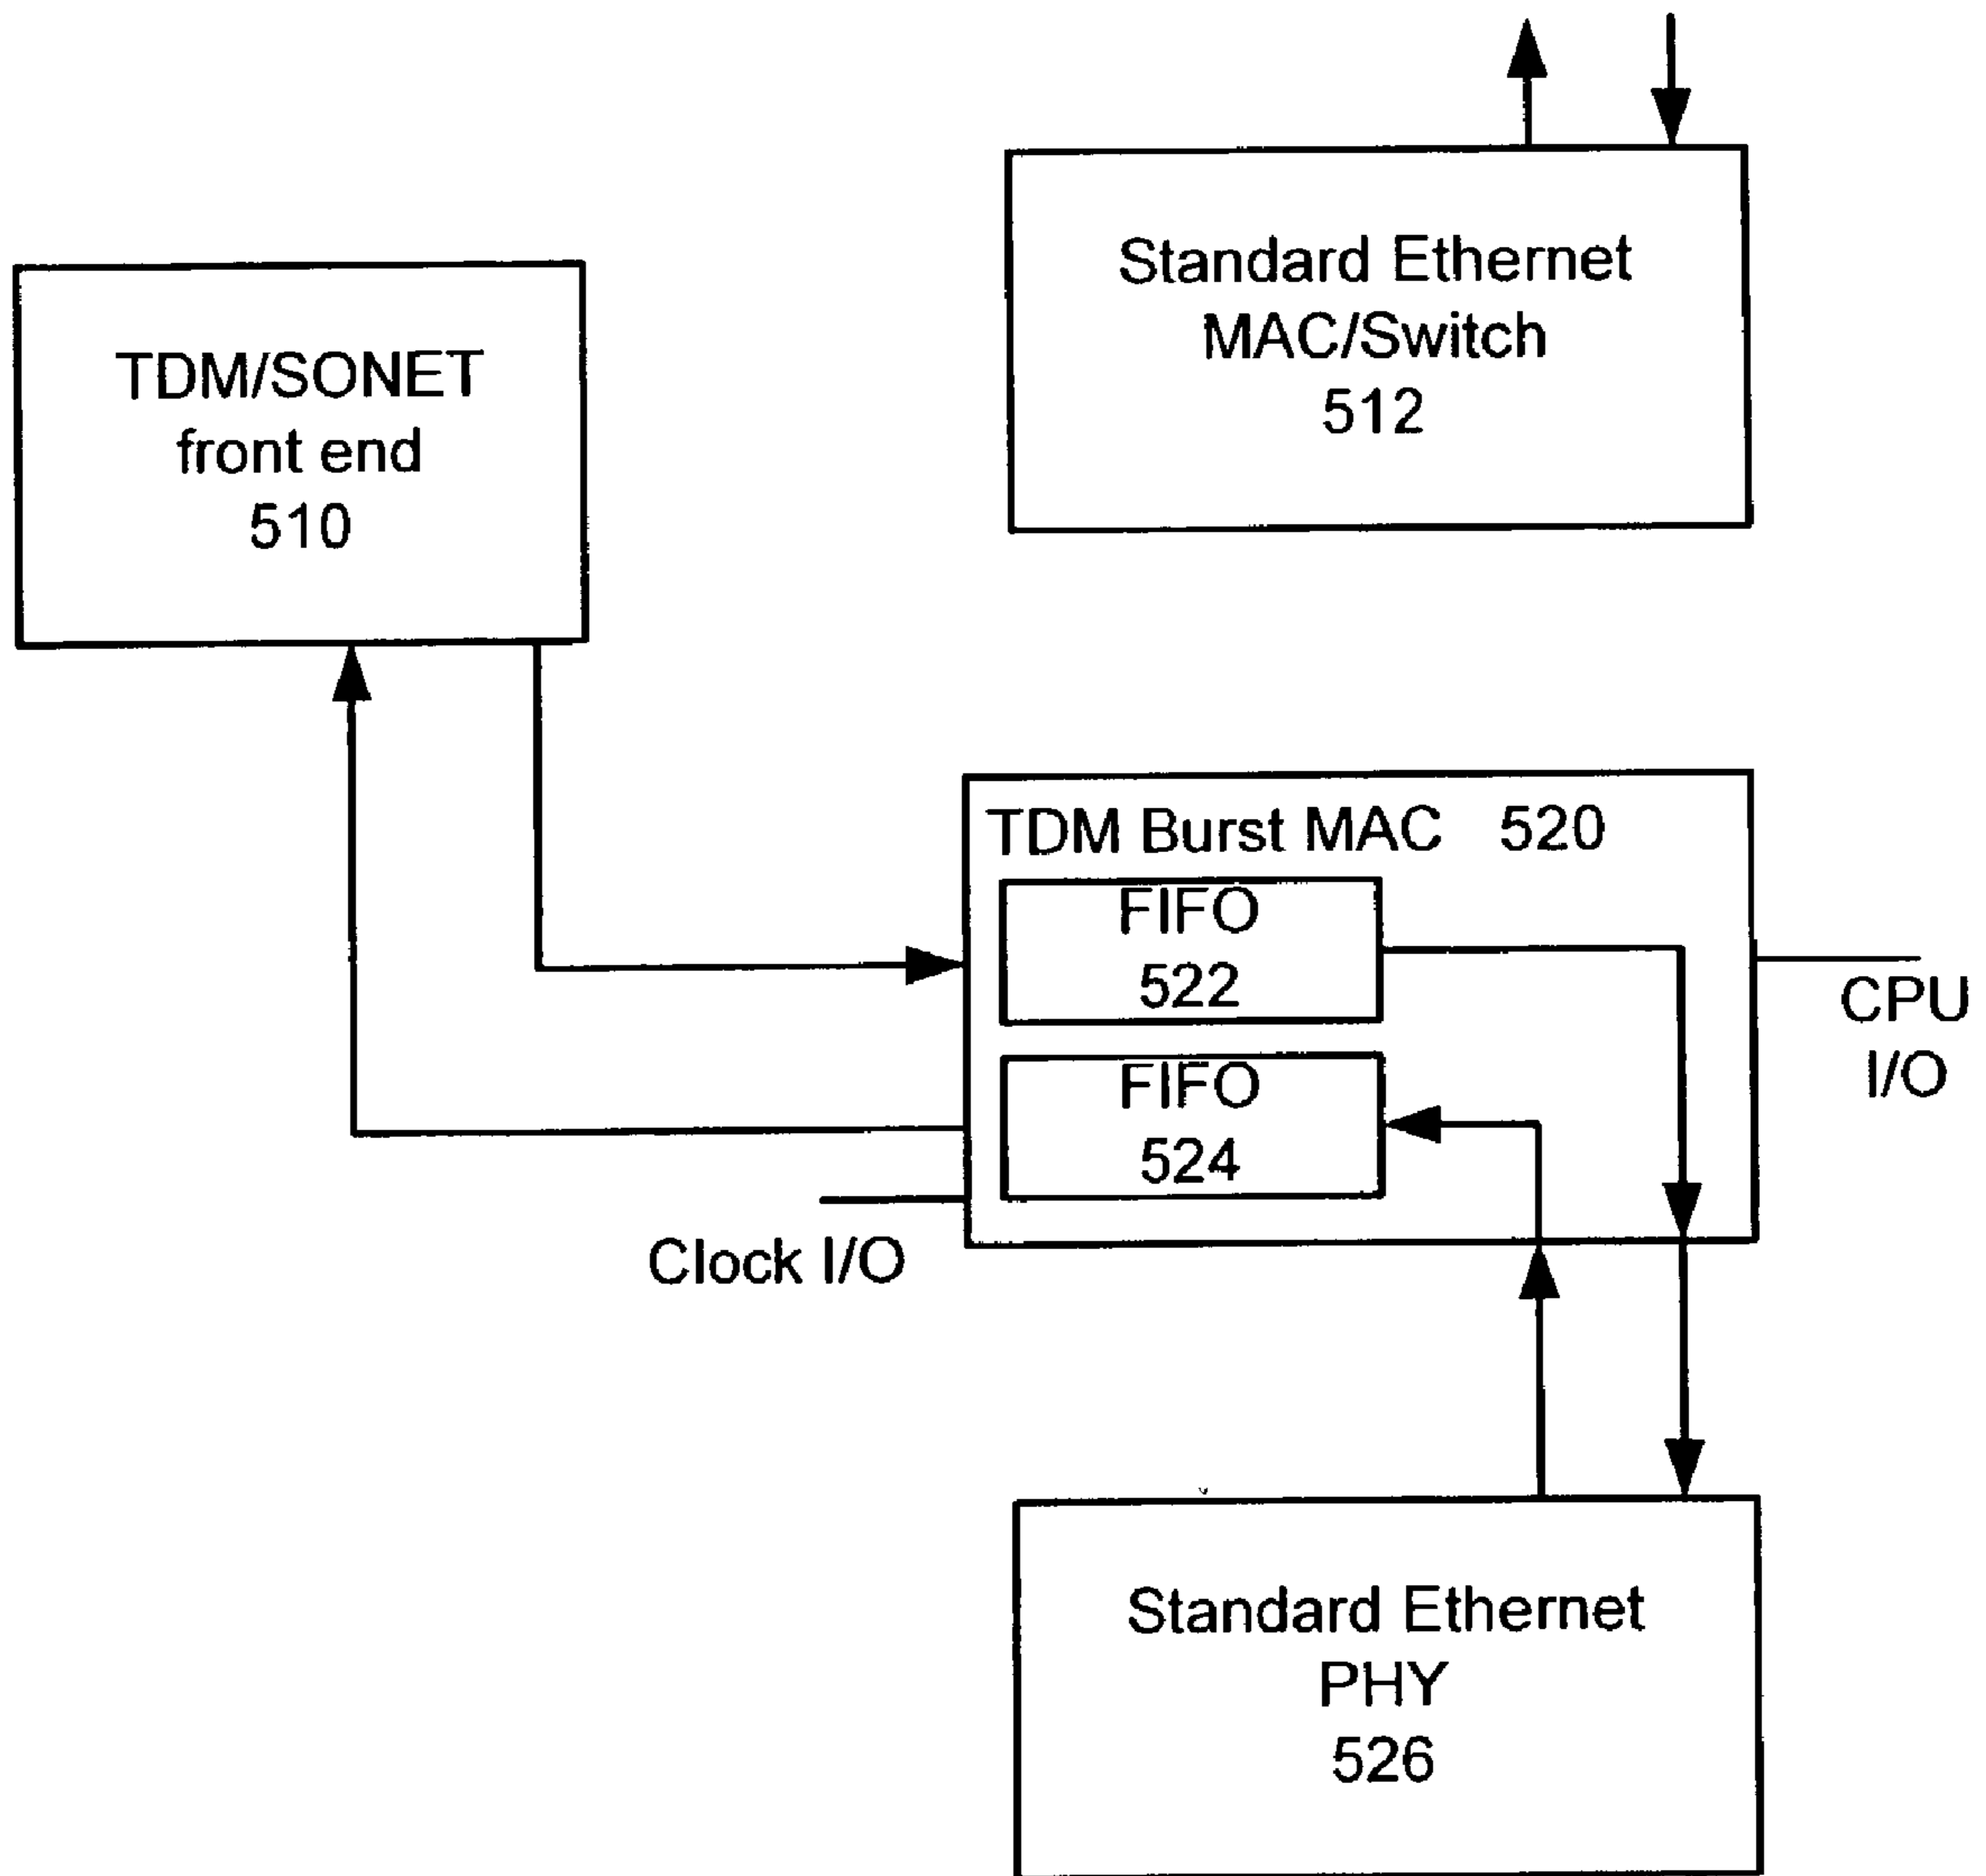 Standard Ethernet
MAC/Switch
512
TDM/SONET
front end
510
TDM Burst MAC 520
FIFO
522
FIFO
524
CPU
I/O
Clock I/O
Standard Ethernet
PHY
526